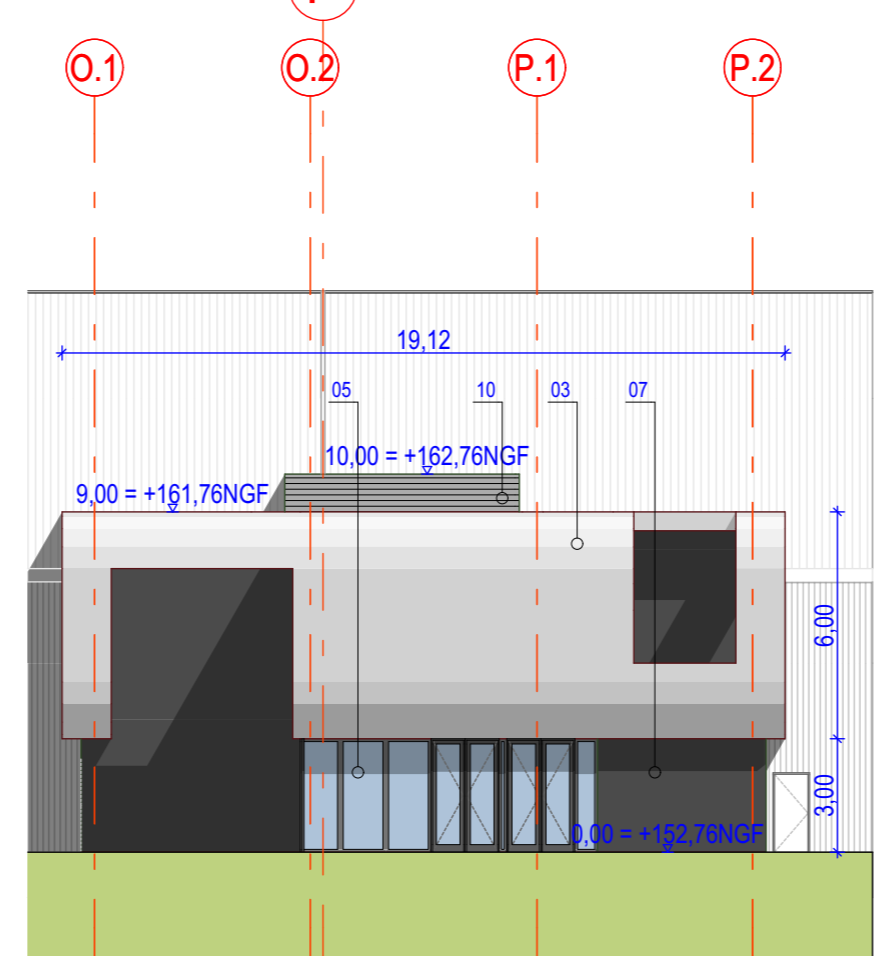 O.1
O.2
P.1
P.2
19,12
05
10
03
07
10,00 = +162,76NGF
9,00 = +161,76NGF
6,00
3,00
0,00 = +152,76NGF